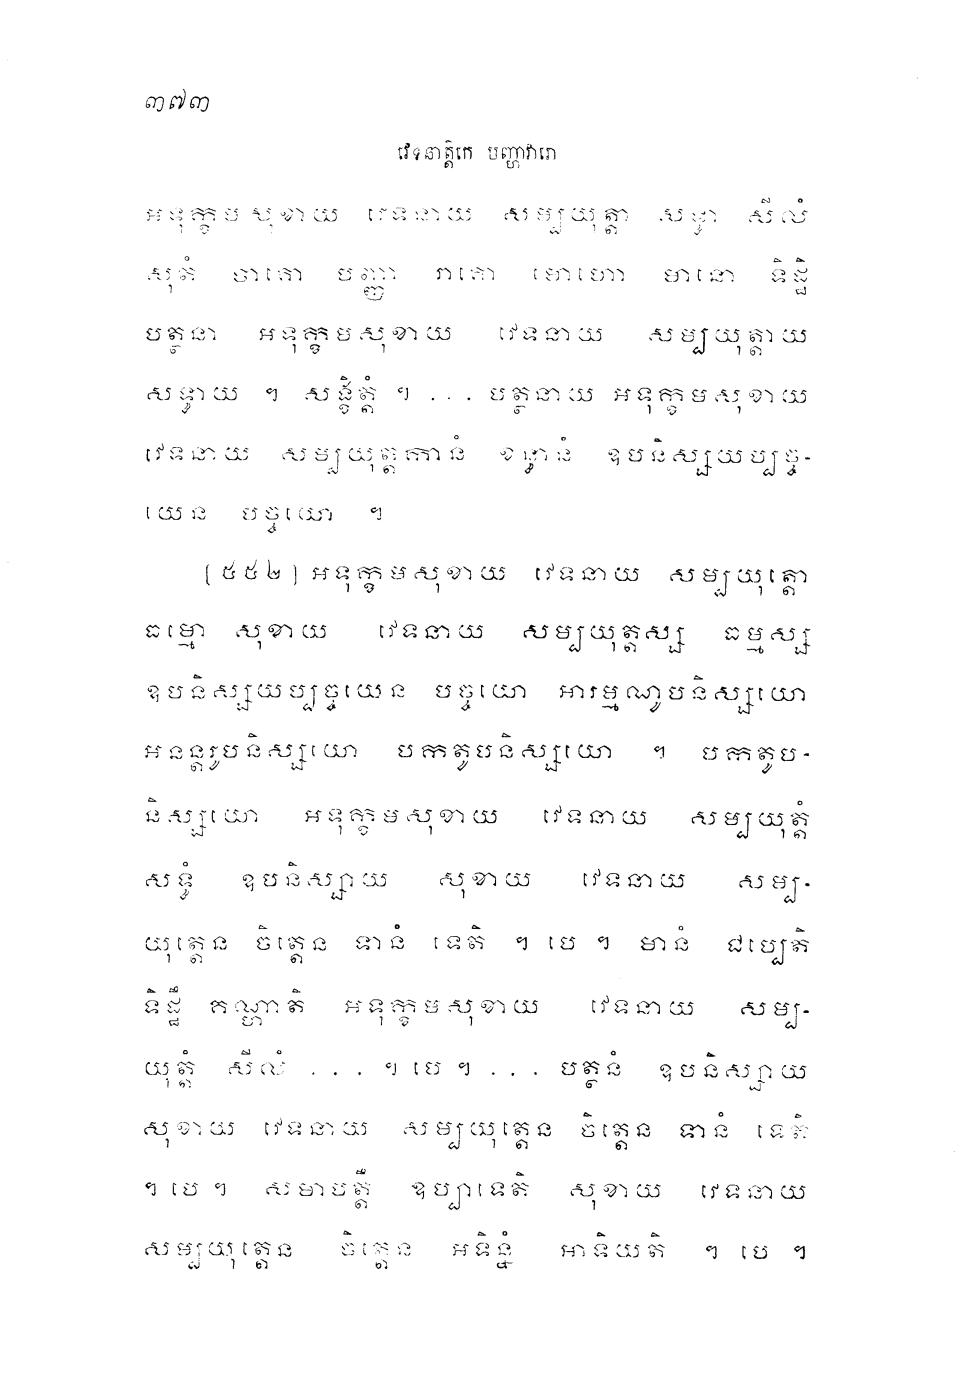 ៣៧៣
វេទនាត្តិកេ បញ្ហាវារោ
អទុក្ខមសុខាយ វេទនាយ សម្បយុត្តា សទ្ធា សីលំ
សុតំ ចាគោ បញ្ញា រាគោ មោហោ មានោ ទិដ្ឋិ
បត្ថនា អទុក្ខមសុខាយ វេទនាយ សម្បយុត្តាយ
សទ្ធាយ ។ សង្ខិត្តំ ។ ... បត្ថនាយ អទុក្ខមសុខាយ
វេទនាយ សម្បយុត្តកានំ ខន្ធានំ ឧបនិស្សយប្បច្ច-
យេន បច្ចយោ ។
(៥៥២) អទុក្ខមសុខាយ វេទនាយ សម្បយុត្តោ
ធម្មោ សុខាយ វេទនាយ សម្បយុត្តស្ស ធម្មស្ស
ឧបនិស្សយប្បច្ចយេន បច្ចយោ អារម្មណូបនិស្សយោ
អនន្តរូបនិស្សយោ បកតូបនិស្សយោ ។ បកតូប-
និស្សយោ អទុក្ខមសុខាយ វេទនាយ សម្បយុត្តំ
សទ្ធំ ឧបនិស្សាយ សុខាយ វេទនាយ សម្ប-
យុត្តេន ចិត្តេន ទានំ ទេតិ ។ បេ ។ មានំ ជប្បេតិ
ទិដ្ឋឹ គណ្ហាតិ អទុក្ខមសុខាយ វេទនាយ សម្ប-
យុត្តំ សីលំ ... ។ បេ ។ ... បត្ថនំ ឧបនិស្សាយ
សុខាយ វេទនាយ សម្បយុត្តេន ចិត្តេន ទានំ ទេតិ
។ បេ ។ សមាបត្តឹ ឧប្បាទេតិ សុខាយ វេទនាយ
សម្បយុត្តេន ចិត្តេន អទិន្នំ អាទិយតិ ។ បេ ។